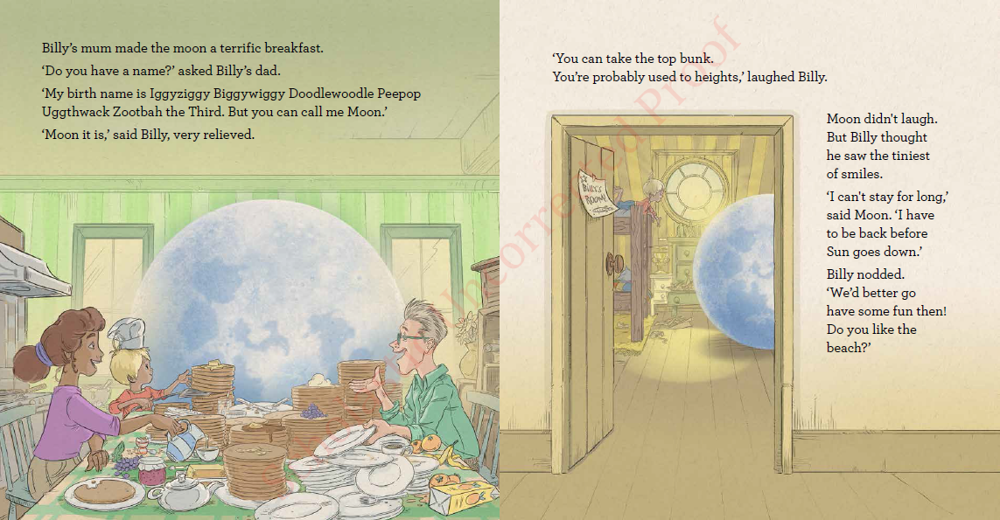 Billy’s mum made the moon a terrific breakfast.
‘Do you have a name?’ asked Billy’s dad.
‘My birth name is Iggyziggy Biggywiggy Doodlewoodle Peepop
Uggthwack Zootbah the Third. But you can call me Moon.’
‘Moon it is,’ said Billy, very relieved.
‘You can take the top bunk.
You’re probably used to heights,’ laughed Billy.
BILLY'S
ROOM!
Moon didn't laugh.
But Billy thought
he saw the tiniest
of smiles.
‘I can't stay for long,’
said Moon. ‘I have
to be back before
Sun goes down.’
Billy nodded.
‘We’d better go
have some fun then!
Do you like the
beach?’
Incorrected Proof